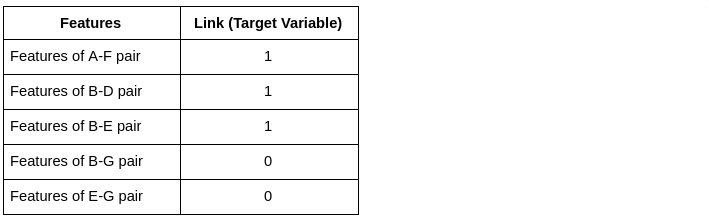 Features Link (Target Variable)
Features of A-F pair 1
Features of B-D pair 1
Features of B-E pair 1
Features of B-G pair 0
Features of E-G pair 0